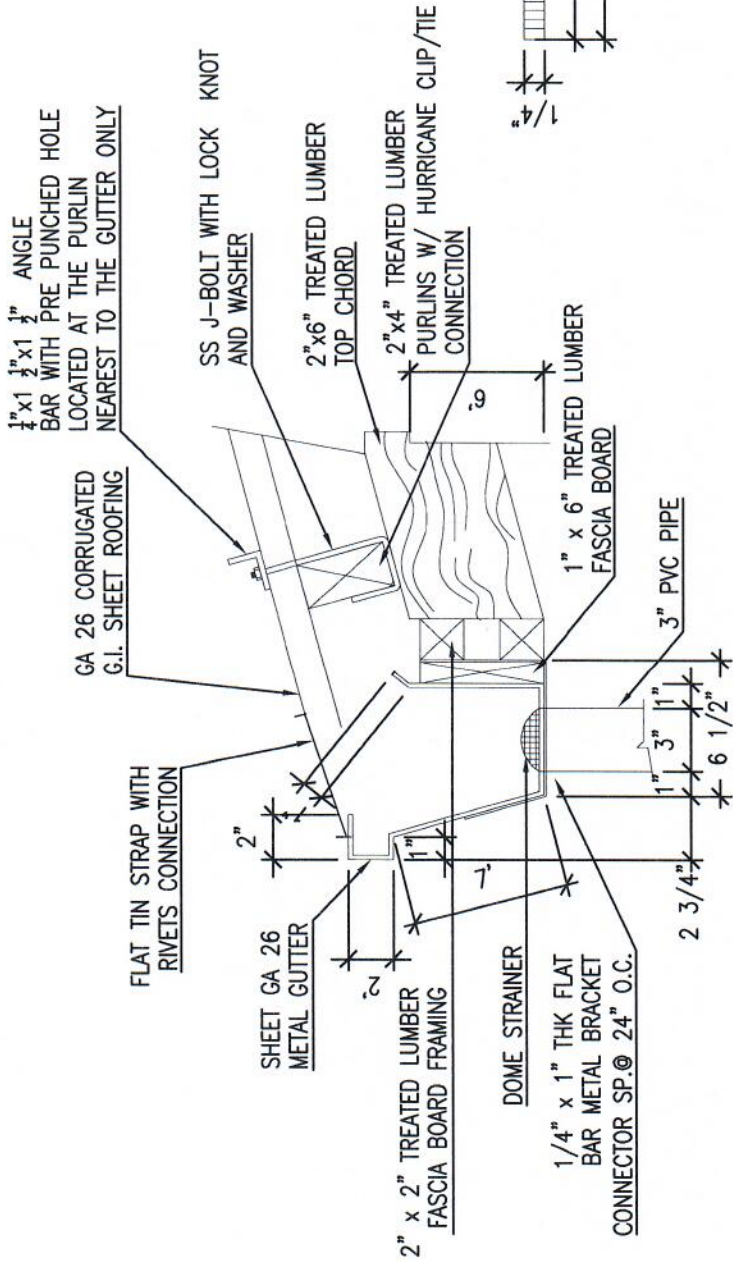 ¼"x1 ½"x1 ½" ANGLE
BAR WITH PRE PUNCHED HOLE
LOCATED AT THE PURLIN
NEAREST TO THE GUTTER ONLY
GA 26 CORRUGATED
G.I. SHEET ROOFING
FLAT TIN STRAP WITH
RIVETS CONNECTION
SS J-BOLT WITH LOCK KNOT
AND WASHER
2"x6" TREATED LUMBER
TOP CHORD
2"x4" TREATED LUMBER
PURLINS W/ HURRICANE CLIP/TIE
CONNECTION
1" x 6" TREATED LUMBER
FASCIA BOARD
3" PVC PIPE
SHEET GA 26
METAL GUTTER
2" x 2" TREATED LUMBER
FASCIA BOARD FRAMING
DOME STRAINER
1/4" x 1" THK FLAT
BAR METAL BRACKET
CONNECTOR SP.@ 24" O.C.
2"
2'
1"
7'
6'
1"
3"
1"
6 1/2"
2 3/4"
1/4"